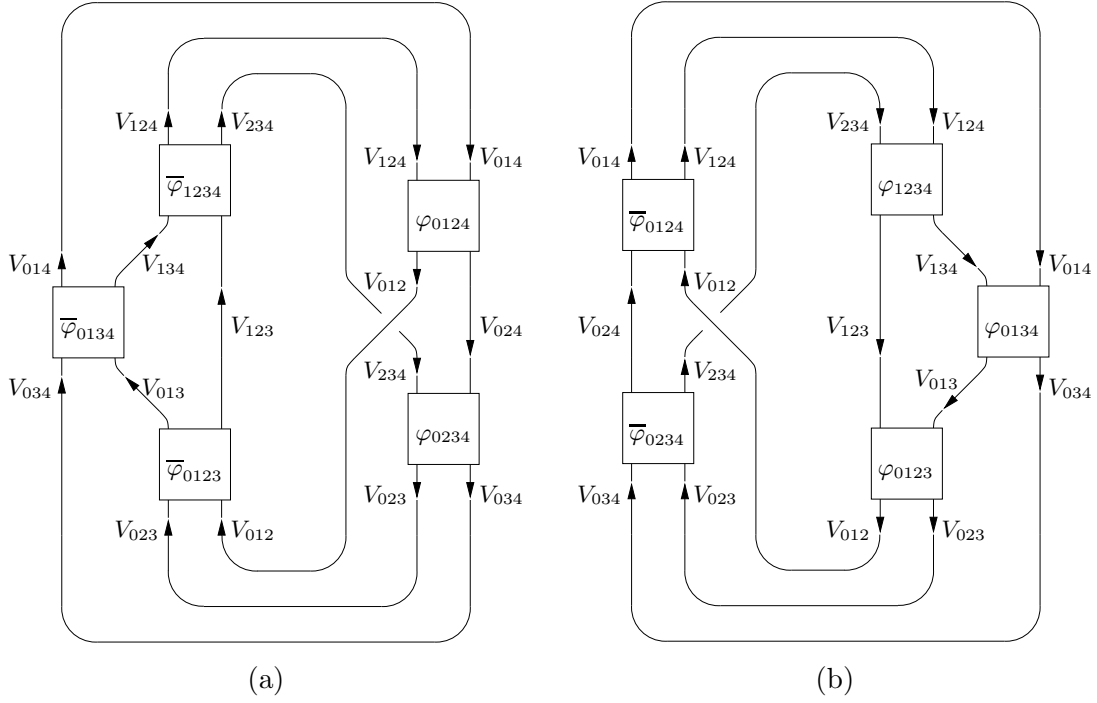 V₁₂₄ V₂₃₄ V₂₃₄ V₁₂₄
φ̅₁₂₃₄ V₁₂₄ V₀₁₄ V₀₁₄ V₁₂₄ φ₁₂₃₄
φ₀₁₂₄ φ̅₀₁₂₄
V₀₁₄ V₁₃₄ V₀₁₂ V₀₁₂ V₁₃₄ V₀₁₄
φ̅₀₁₃₄ V₁₂₃ V₀₂₄ V₀₂₄ V₁₂₃ φ₀₁₃₄
V₀₃₄ V₀₁₃ V₂₃₄ V₂₃₄ V₀₁₃ V₀₃₄
φ₀₂₃₄ φ̅₀₂₃₄
φ̅₀₁₂₃ V₀₂₃ V₀₃₄ V₀₃₄ V₀₂₃ φ₀₁₂₃
V₀₂₃ V₀₁₂ V₀₁₂ V₀₂₃
(a) (b)